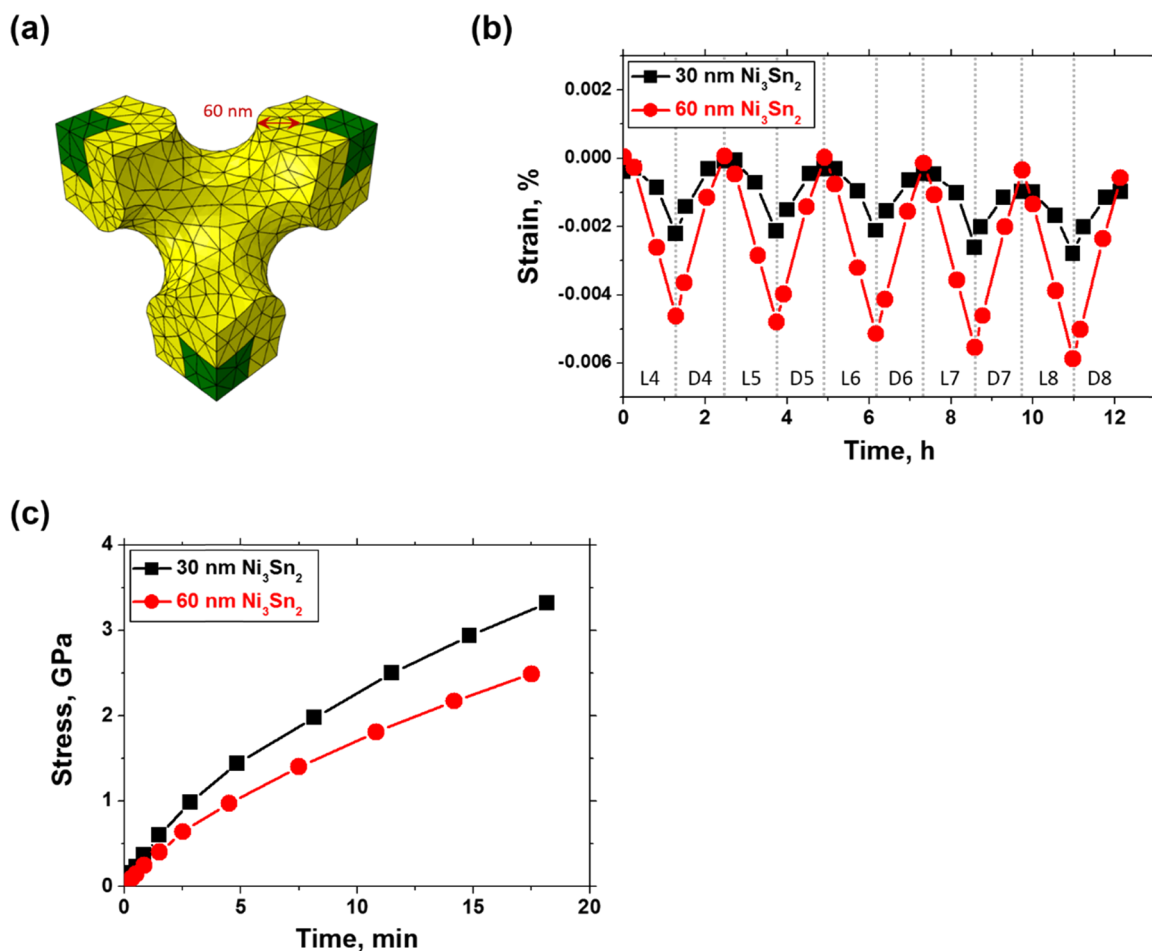 (a)
60 nm
(b)
30 nm Ni₃Sn₂
60 nm Ni₃Sn₂
0.002
0.000
-0.002
-0.004
-0.006
Strain, %
L4 D4 L5 D5 L6 D6 L7 D7 L8 D8
0 2 4 6 8 10 12
Time, h
(c)
30 nm Ni₃Sn₂
60 nm Ni₃Sn₂
4
3
2
1
0
Stress, GPa
0 5 10 15 20
Time, min